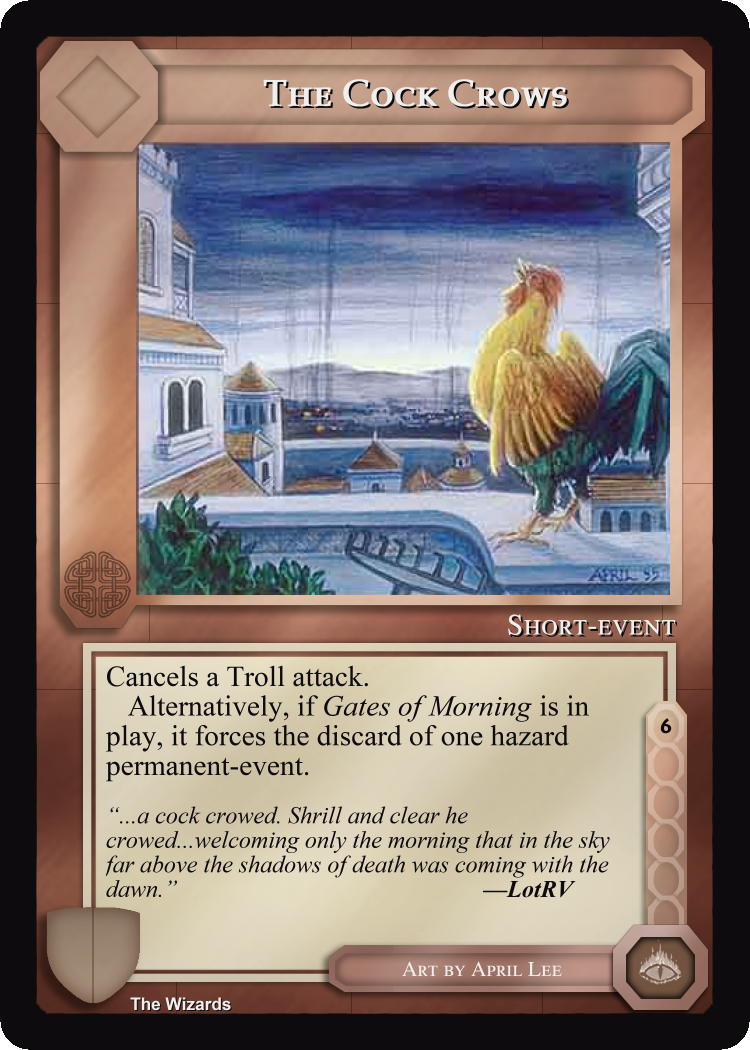 The Cock Crows
APRIL 95
Short-event
Cancels a Troll attack.
Alternatively, if Gates of Morning is in
play, it forces the discard of one hazard
permanent-event.
6
“...a cock crowed. Shrill and clear he
crowed...welcoming only the morning that in the sky
far above the shadows of death was coming with the
dawn.” —LotRV
Art by April Lee
The Wizards